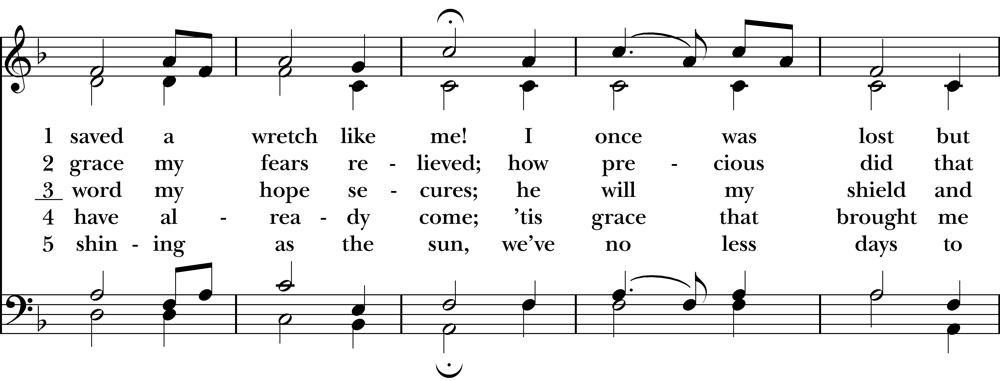 1 saved a wretch like me! I once was lost but
2 grace my fears re - lieved; how pre - cious did that
3 word my hope se - cures; he will my shield and
4 have al - rea - dy come; ’tis grace that brought me
5 shin - ing as the sun, we’ve no less days to